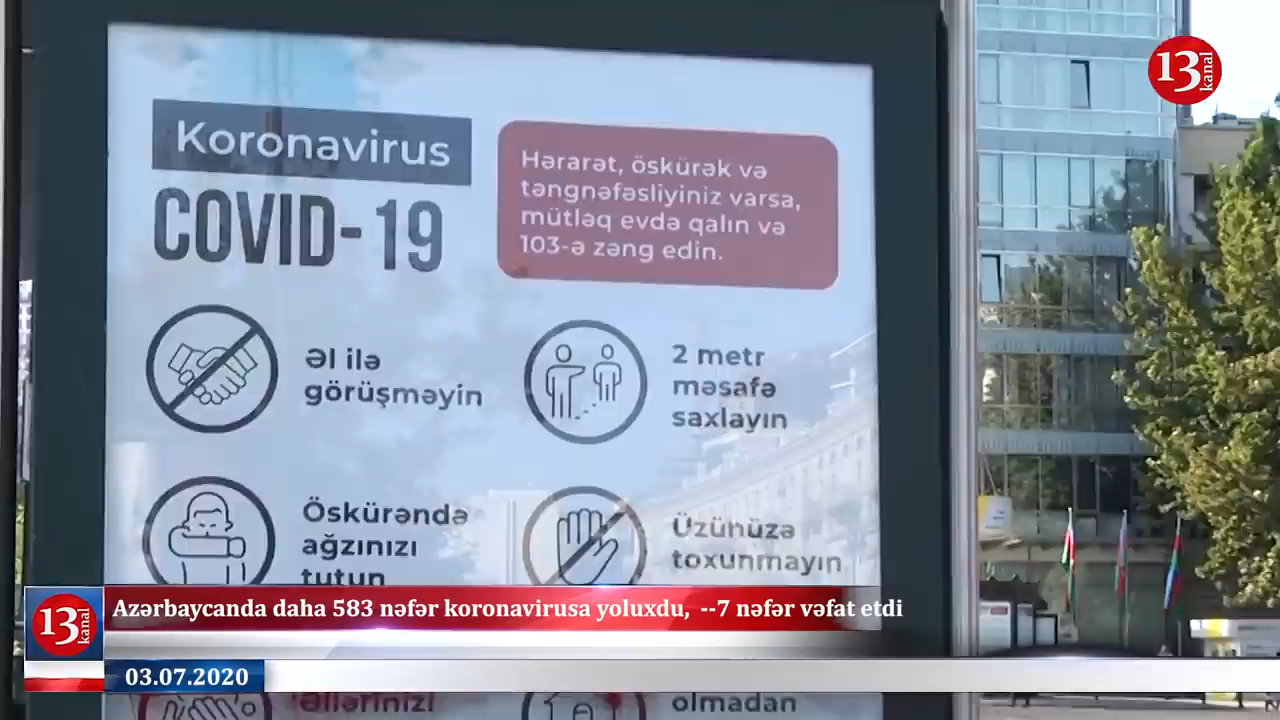 13 kanal
Koronavirus
COVID-19
Hərarət, öskürək və
təngnəfəsliyiniz varsa,
mütləq evdə qalın və
103-ə zəng edin.
Əl ilə
görüşməyin
2 metr
məsafə
saxlayın
Öskürəndə
ağzınızı
tutun
Üzünüzə
toxunmayın
13 kanal
Azərbaycanda daha 583 nəfər koronavirusa yoluxdu, --7 nəfər vəfat etdi
03.07.2020
Əllərinizi
olmadan